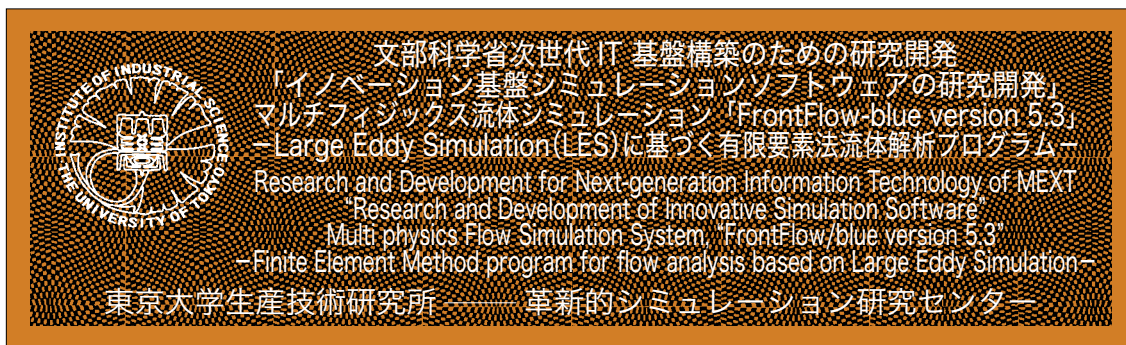 文部科学省次世代 IT 基盤構築のための研究開発
「イノベーション基盤シミュレーションソフトウェアの研究開発」
マルチフィジックス流体シミュレーション「FrontFlow-blue version 5.3」
−Large Eddy Simulation(LES)に基づく有限要素法流体解析プログラム−
Research and Development for Next-generation Information Technology of MEXT
“Research and Development of Innovative Simulation Software”
Multi physics Flow Simulation System, “FrontFlow/blue version 5.3”
−Finite Element Method program for flow analysis based on Large Eddy Simulation−
INSTITUTE OF INDUSTRIAL SCIENCE
THE UNIVERSITY OF TOKYO
東京大学生産技術研究所 ―――― 革新的シミュレーション研究センター